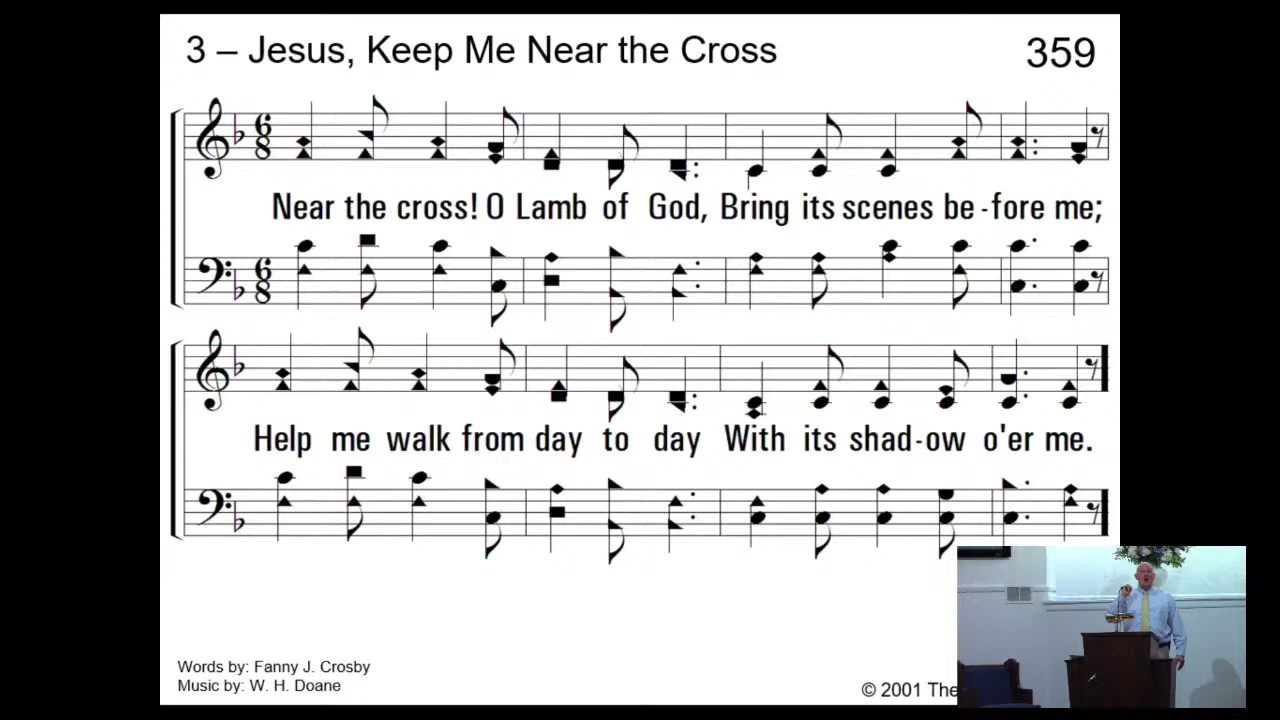 3 – Jesus, Keep Me Near the Cross
359
Near the cross! O Lamb of God, Bring its scenes be-fore me;
Help me walk from day to day With its shad-ow o'er me.
Words by: Fanny J. Crosby
Music by: W. H. Doane
© 2001 The